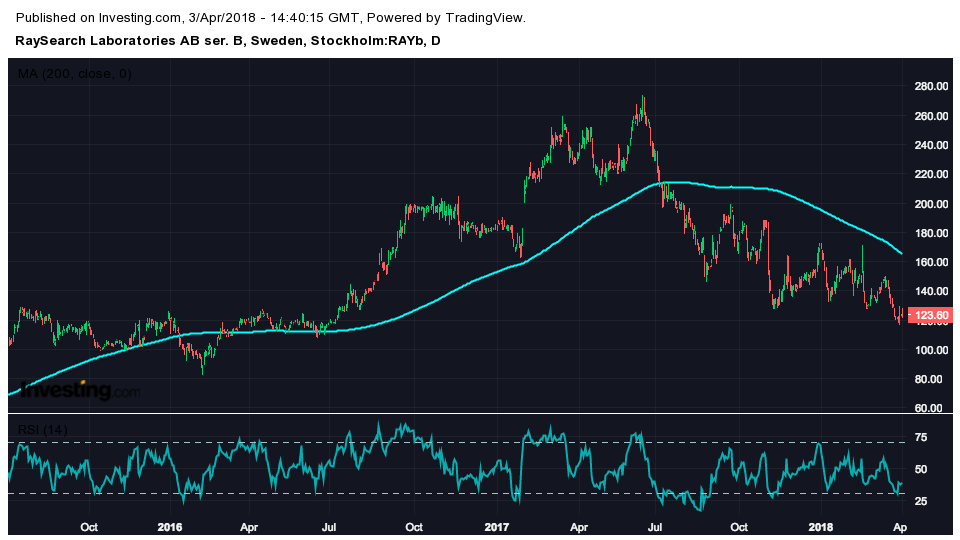 Published on Investing.com, 3/Apr/2018 - 14:40:15 GMT, Powered by TradingView.
RaySearch Laboratories AB ser. B, Sweden, Stockholm:RAYb, D
MA (200, close, 0)
280.00
260.00
240.00
220.00
200.00
180.00
160.00
140.00
123.60
120.00
100.00
80.00
60.00
Investing.com
RSI (14)
75
50
25
Oct 2016 Apr Jul Oct 2017 Apr Jul Oct 2018 Ap